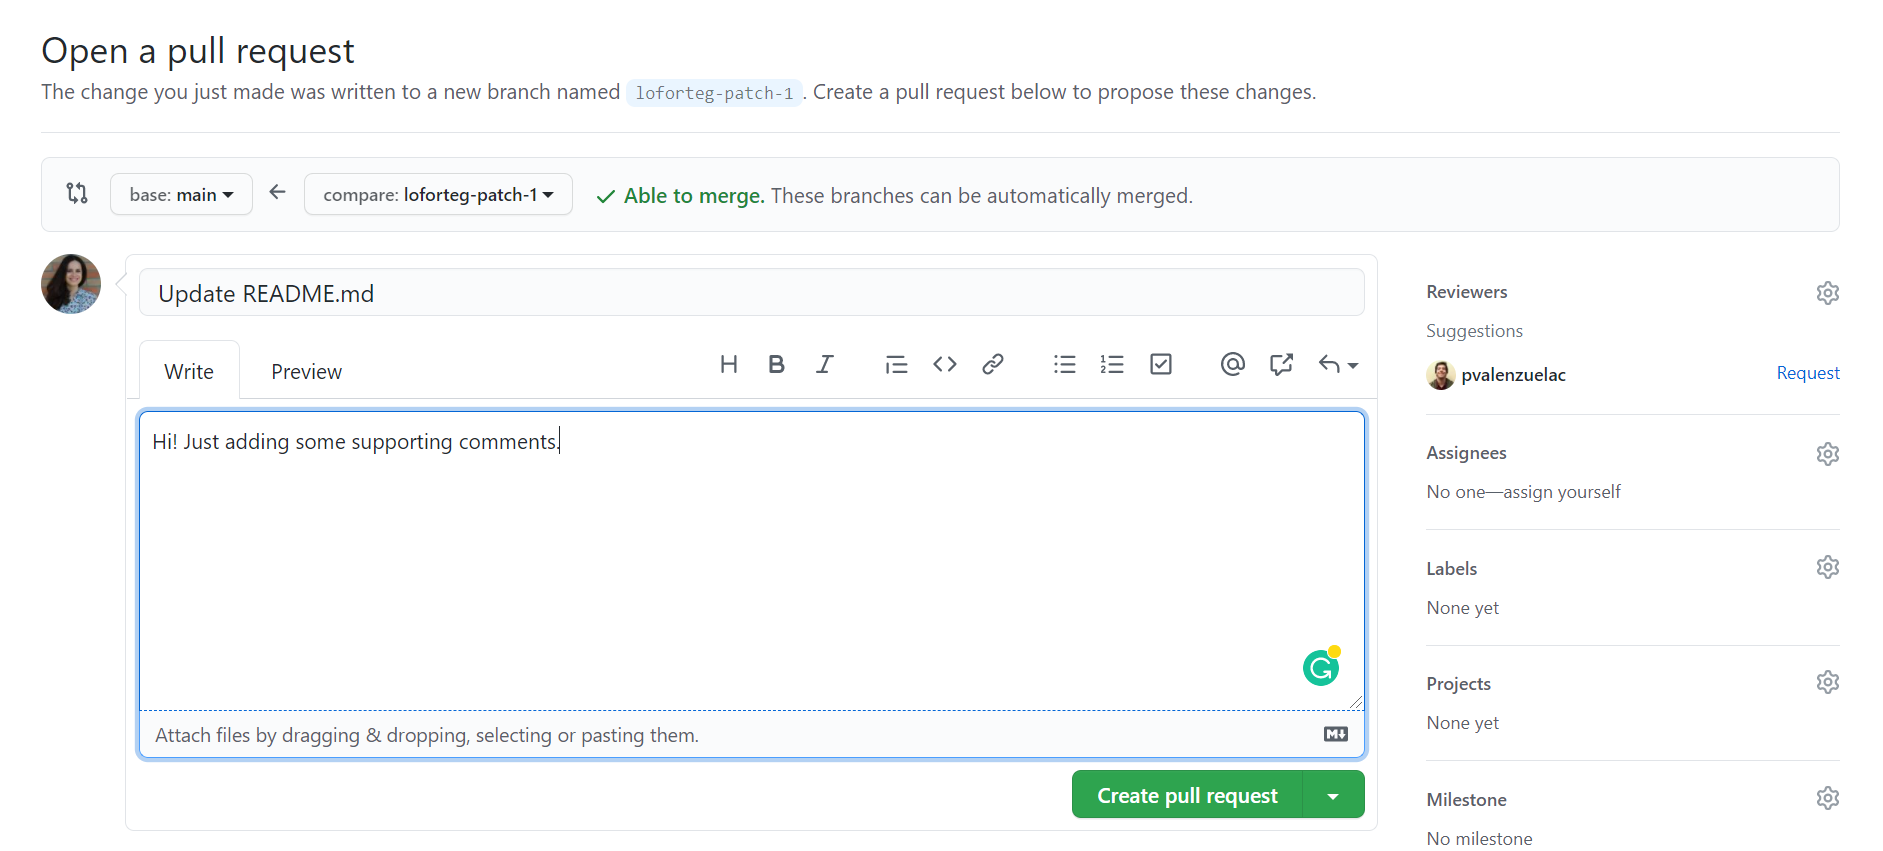 Open a pull request
The change you just made was written to a new branch named loforteg-patch-1. Create a pull request below to propose these changes.
base: main compare: loforteg-patch-1 Able to merge. These branches can be automatically merged.
Update README.md
Write Preview
Hi! Just adding some supporting comments.
Attach files by dragging & dropping, selecting or pasting them.
Create pull request
Reviewers
Suggestions
pvalenzuelac Request
Assignees
No one—assign yourself
Labels
None yet
Projects
None yet
Milestone
No milestone